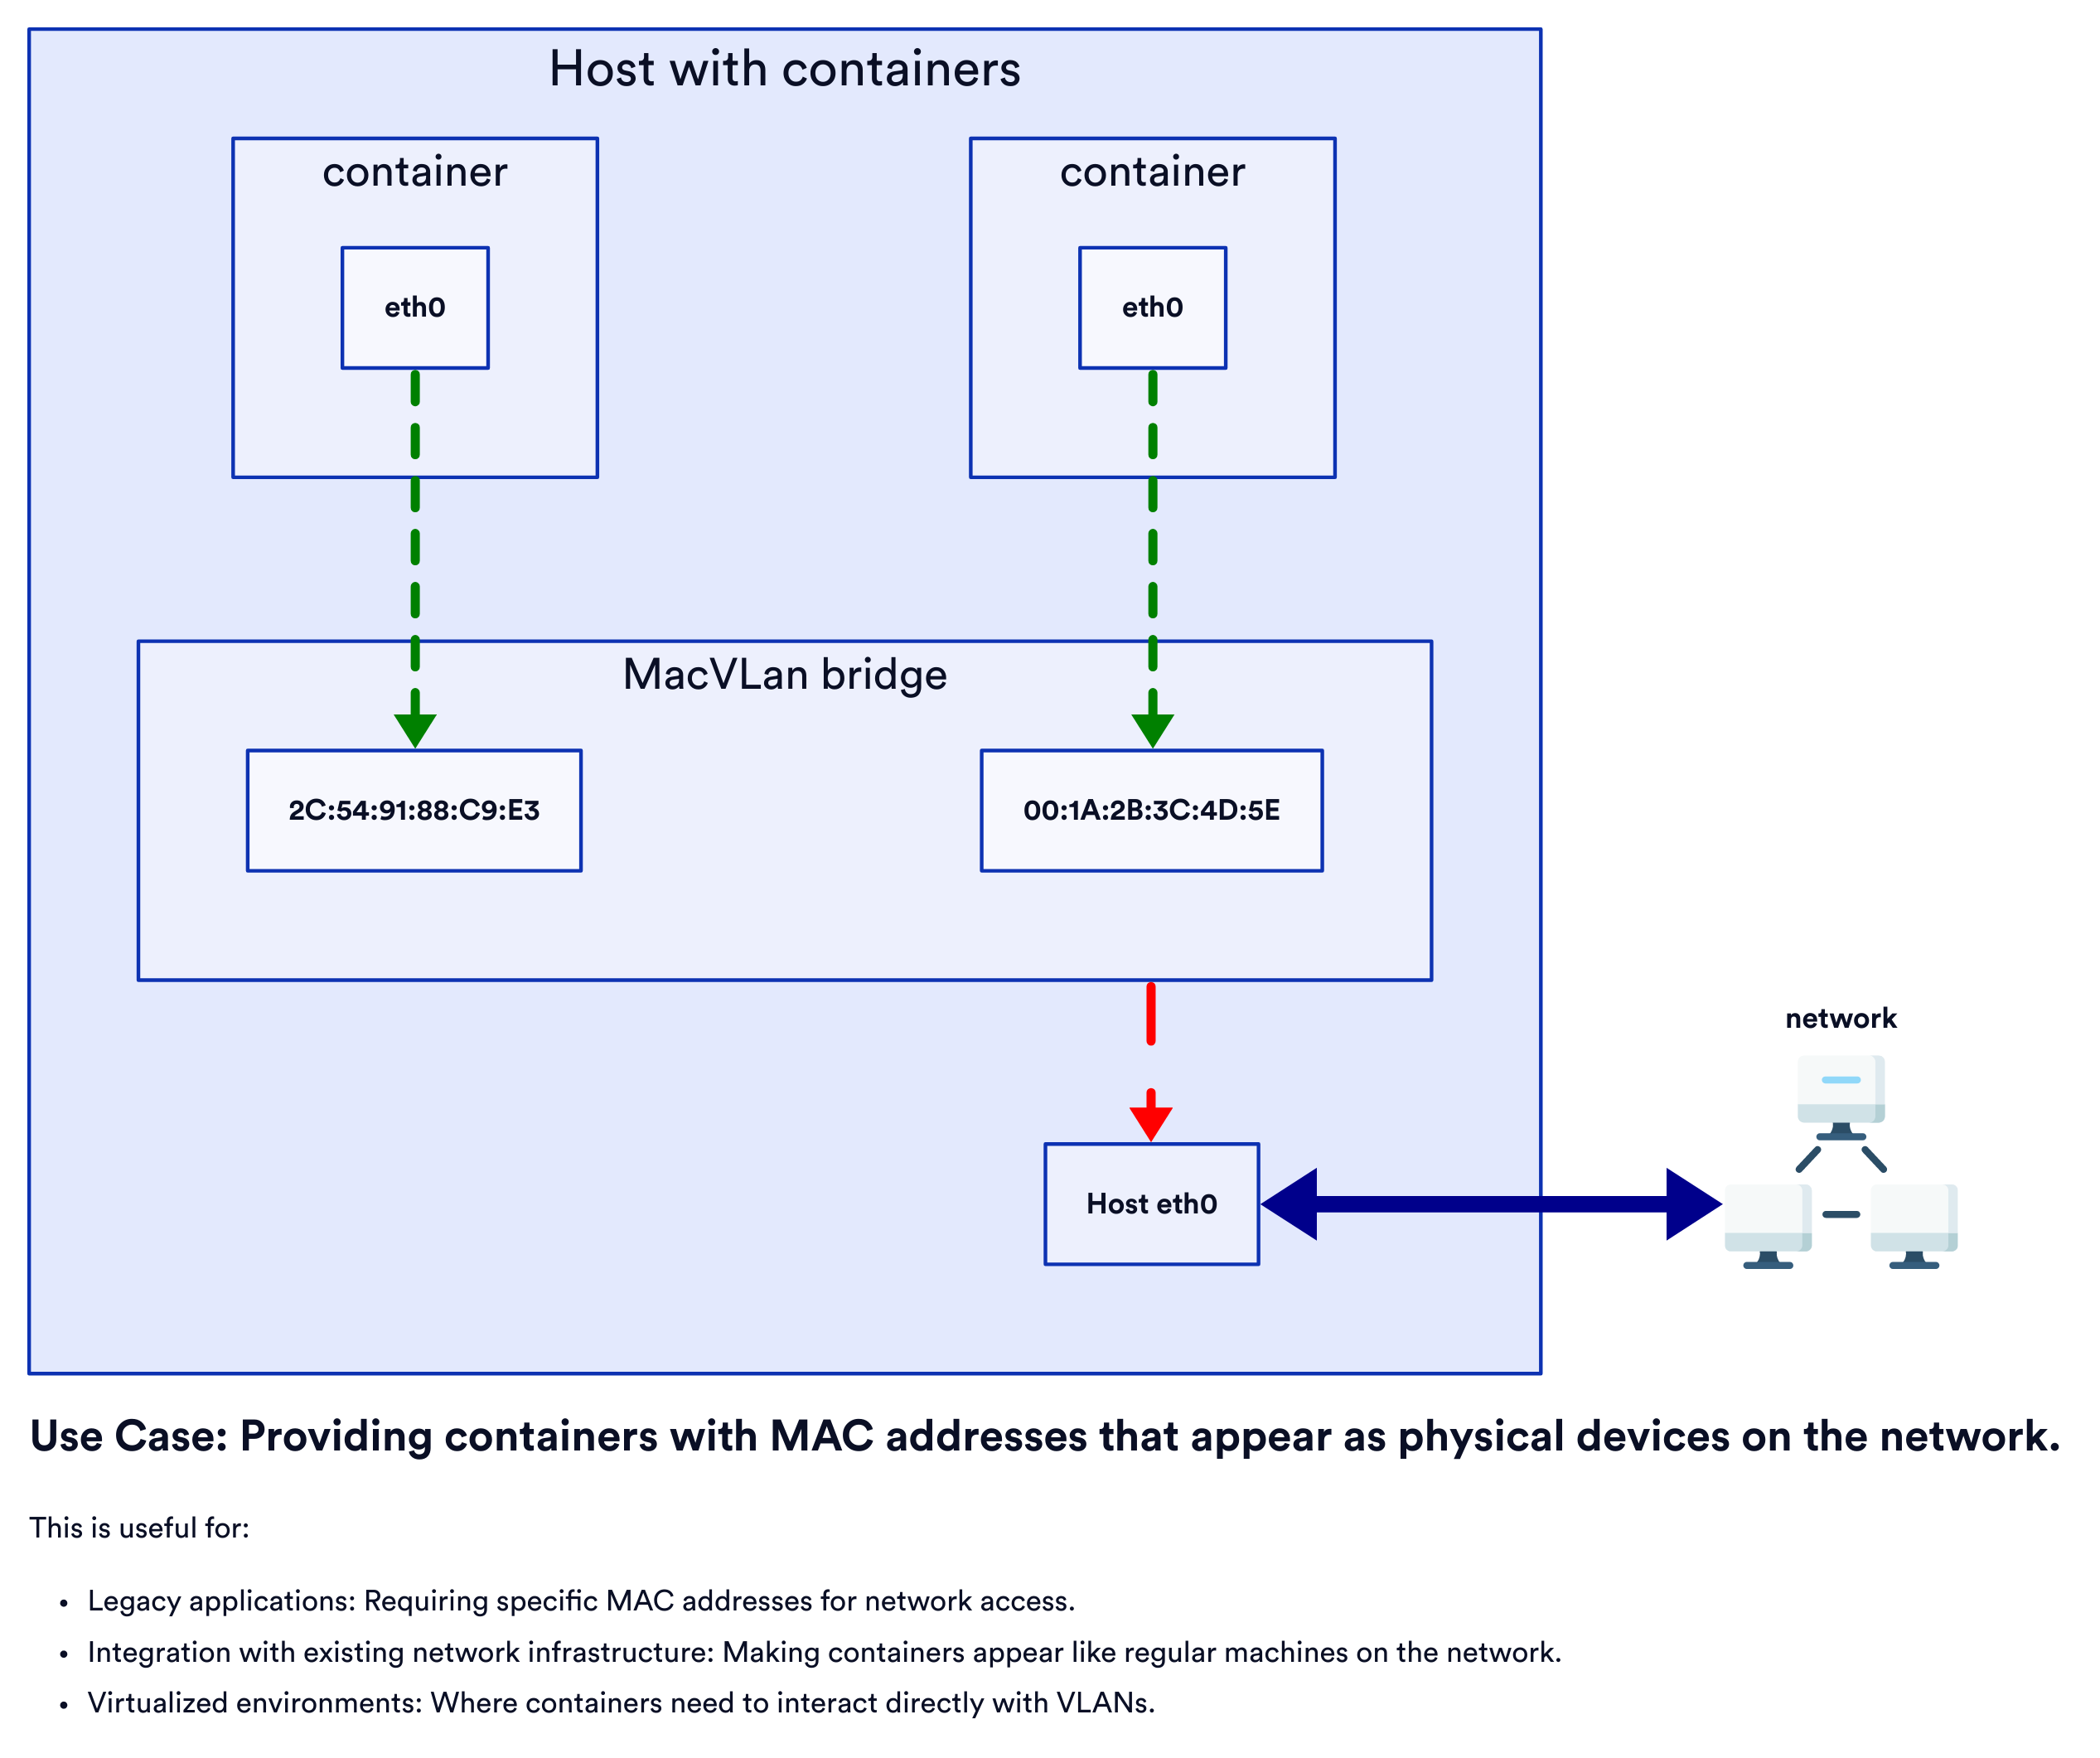 Host with containers
container
container
eth0
eth0
MacVLan bridge
2C:54:91:88:C9:E3
00:1A:2B:3C:4D:5E
network
Host eth0
Use Case: Providing containers with MAC addresses that appear as physical devices on the network.
This is useful for:
• Legacy applications: Requiring specific MAC addresses for network access.
• Integration with existing network infrastructure: Making containers appear like regular machines on the network.
• Virtualized environments: Where containers need to interact directly with VLANs.